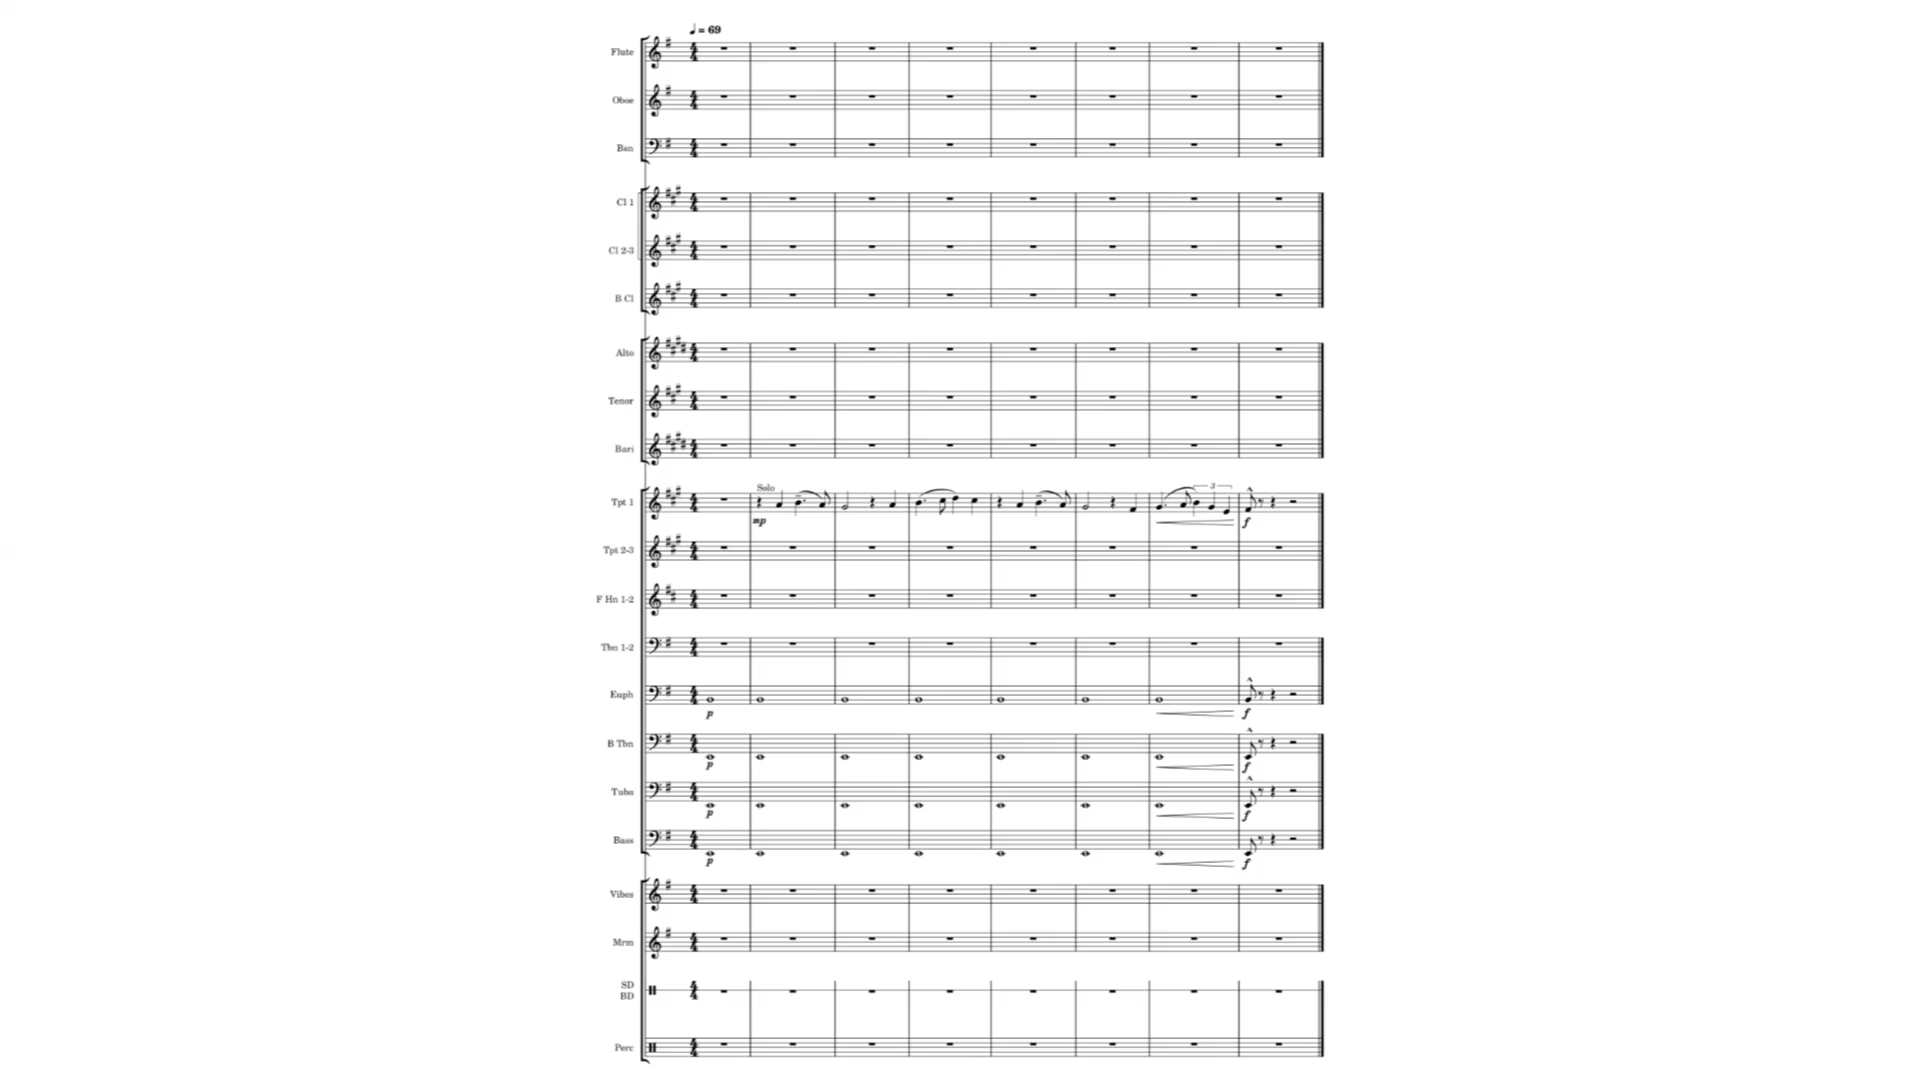 ♩ = 69
Flute
Oboe
Bsn
Cl 1
Cl 2-3
B Cl
Alto
Tenor
Bari
Solo
3
Tpt 1
mp
f
Tpt 2-3
F Hn 1-2
Tbn 1-2
Euph
p
f
B Tbn
p
f
Tuba
p
f
Bass
p
f
Vibes
Mrm
SD
BD
Perc